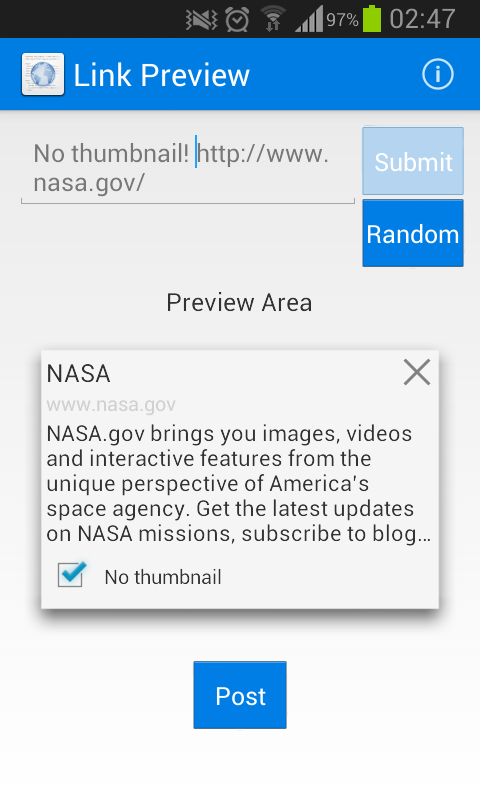 97% 02:47
Link Preview
No thumbnail! http://www.
nasa.gov/
Submit
Random
Preview Area
NASA
www.nasa.gov
NASA.gov brings you images, videos
and interactive features from the
unique perspective of America's
space agency. Get the latest updates
on NASA missions, subscribe to blog...
No thumbnail
Post